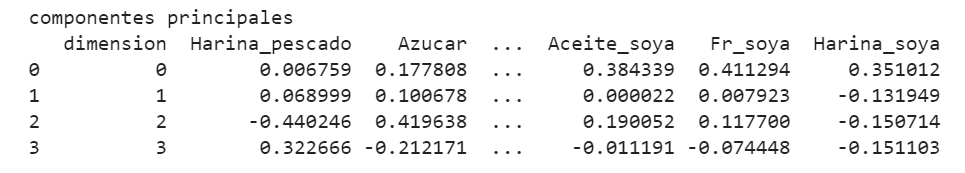 componentes principales
dimension Harina_pescado Azucar ... Aceite_soya Fr_soya Harina_soya
0 0 0.006759 0.177808 ... 0.384339 0.411294 0.351012
1 1 0.068999 0.100678 ... 0.000022 0.007923 -0.131949
2 2 -0.440246 0.419638 ... 0.190052 0.117700 -0.150714
3 3 0.322666 -0.212171 ... -0.011191 -0.074448 -0.151103